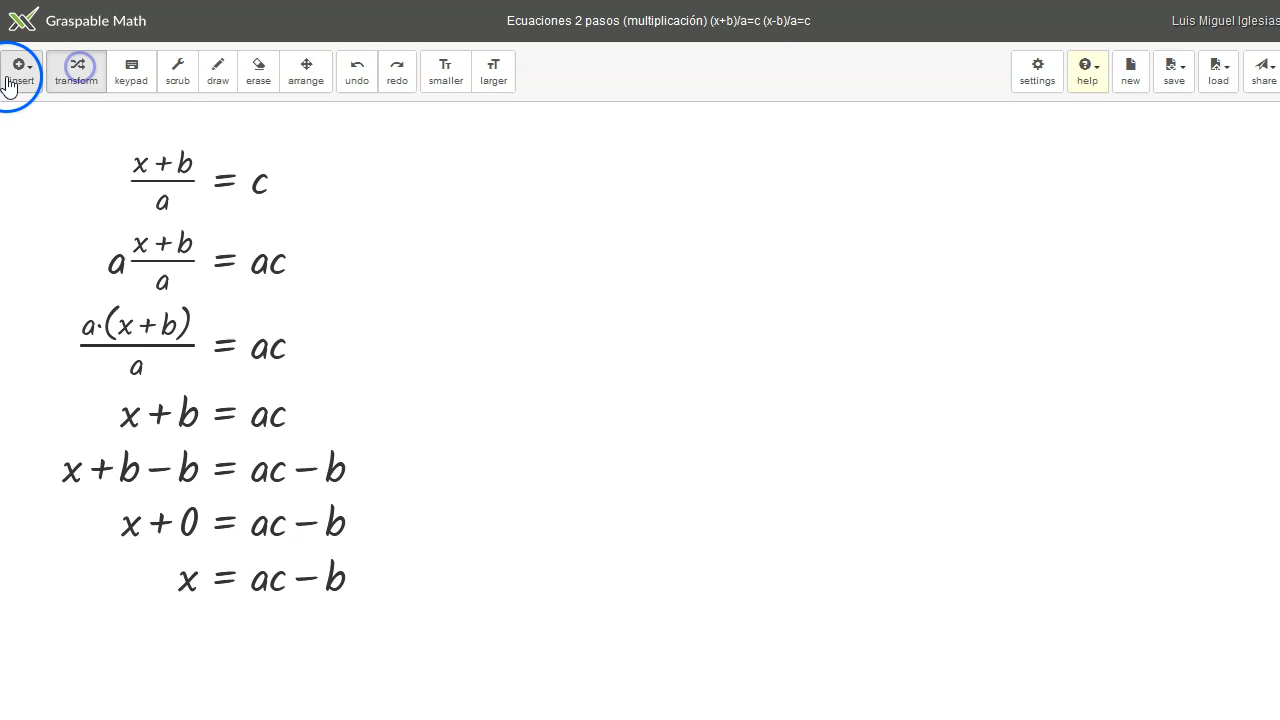 Graspable Math
Ecuaciones 2 pasos (multiplicación) (x+b)/a=c (x-b)/a=c
Luis Miguel Iglesias
insert transform keypad scrub draw erase arrange undo redo smaller larger settings help new save load share
(x+b)/a = c
a (x+b)/a = ac
(a·(x+b))/a = ac
x+b = ac
x+b−b = ac−b
x+0 = ac−b
x = ac−b